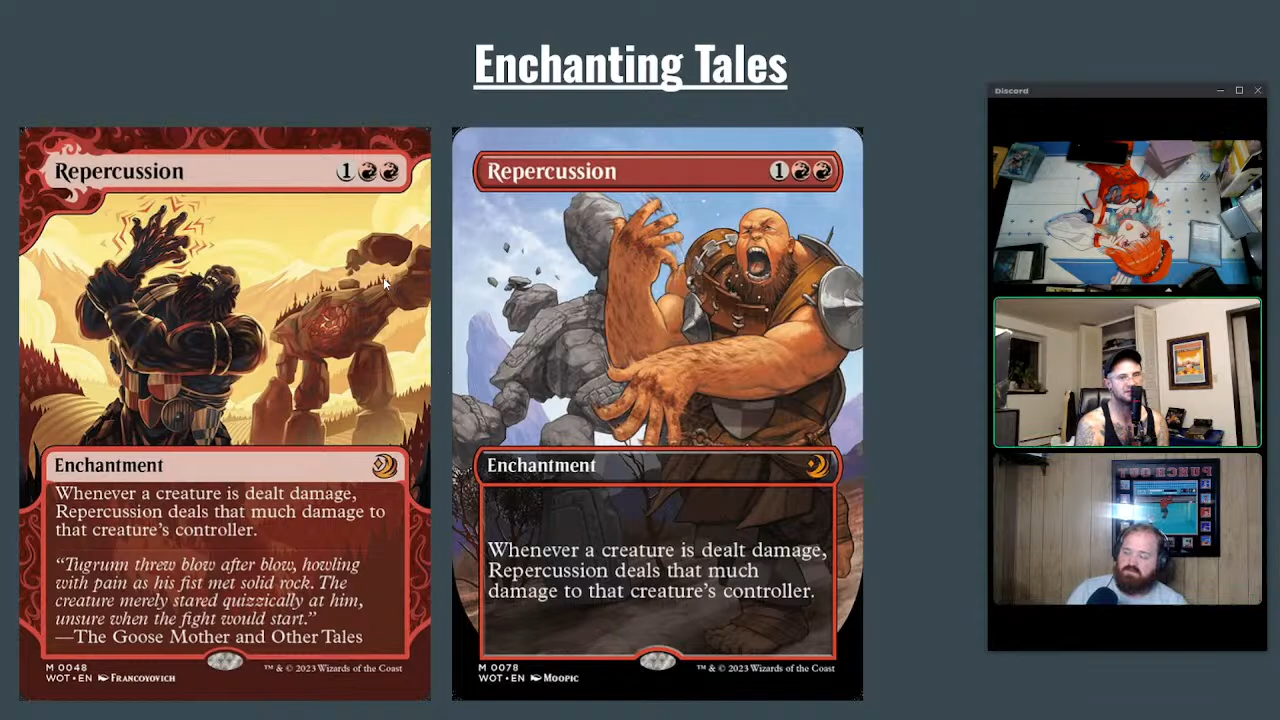 Enchanting Tales
Repercussion 1
Enchantment
Whenever a creature is dealt damage,
Repercussion deals that much damage to
that creature's controller.
“Tugrunn threw blow after blow, howling
with pain as his fist met solid rock. The
creature merely stared quizzically at him,
unsure when the fight would start.”
—The Goose Mother and Other Tales
M 0048
WOT • EN Francoyovich
™ & © 2023 Wizards of the Coast
Repercussion 1
Enchantment
Whenever a creature is dealt damage,
Repercussion deals that much
damage to that creature's controller.
M 0078
WOT • EN Moopic
™ & © 2023 Wizards of the Coast
Discord
PUNCH OUT